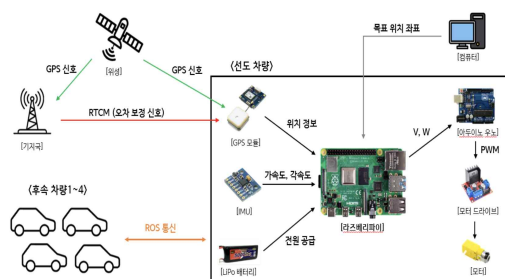 목표 위치 좌표
GPS 신호
[위성]
GPS 신호
<선도 차량>
[컴퓨터]
RTCM (오차 보정 신호)
[기지국]
[GPS 모듈]
위치 정보
V, W
[아두이노 우노]
PWM
<후속 차량1~4>
가속도, 각속도
[IMU]
[모터 드라이브]
ROS 통신
전원 공급
[라즈베리파이]
[LiPo 배터리]
[모터]